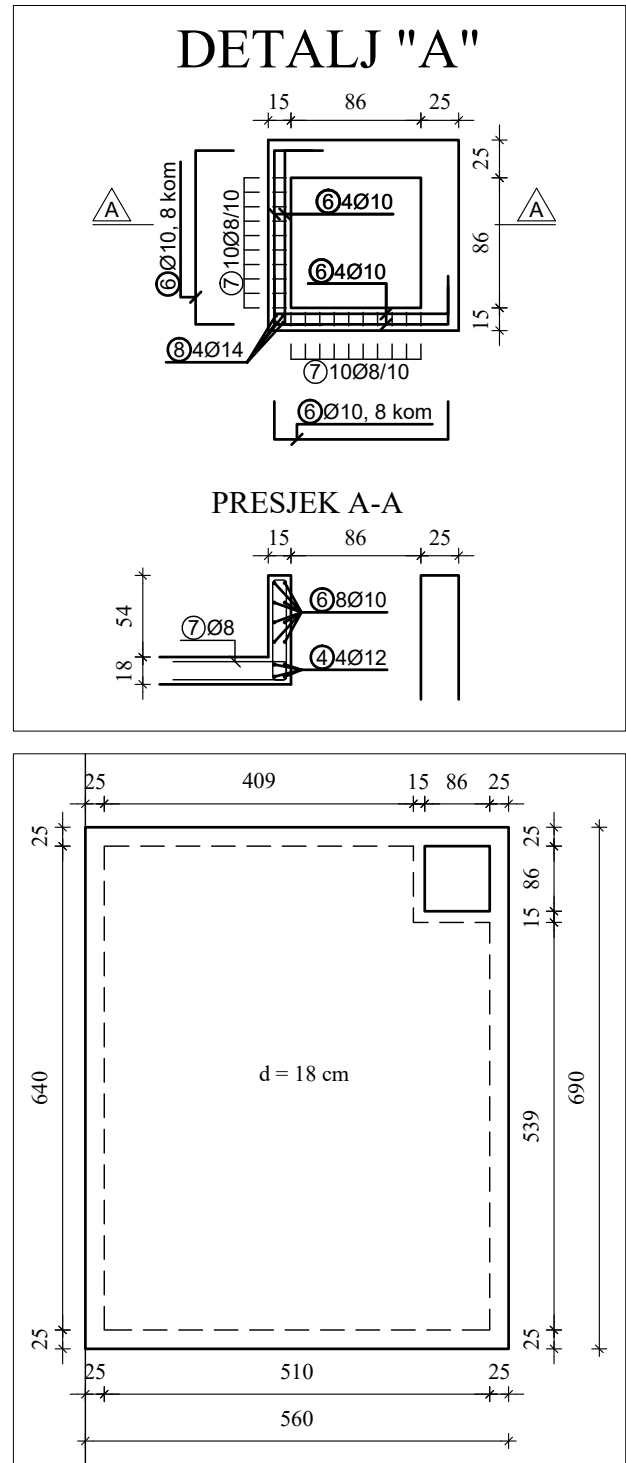 DETALJ "A"
15 86 25
25
86
15
A
A
⑥Ø10, 8 kom
⑦10Ø8/10
⑥4Ø10
⑥4Ø10
⑧4Ø14
⑦10Ø8/10
⑥Ø10, 8 kom
PRESJEK A-A
15 86 25
54
18
⑦Ø8
⑥8Ø10
④4Ø12
25 409 15 86 25
25
640
25
d = 18 cm
25
86
15
539
25
690
25 510 25
560